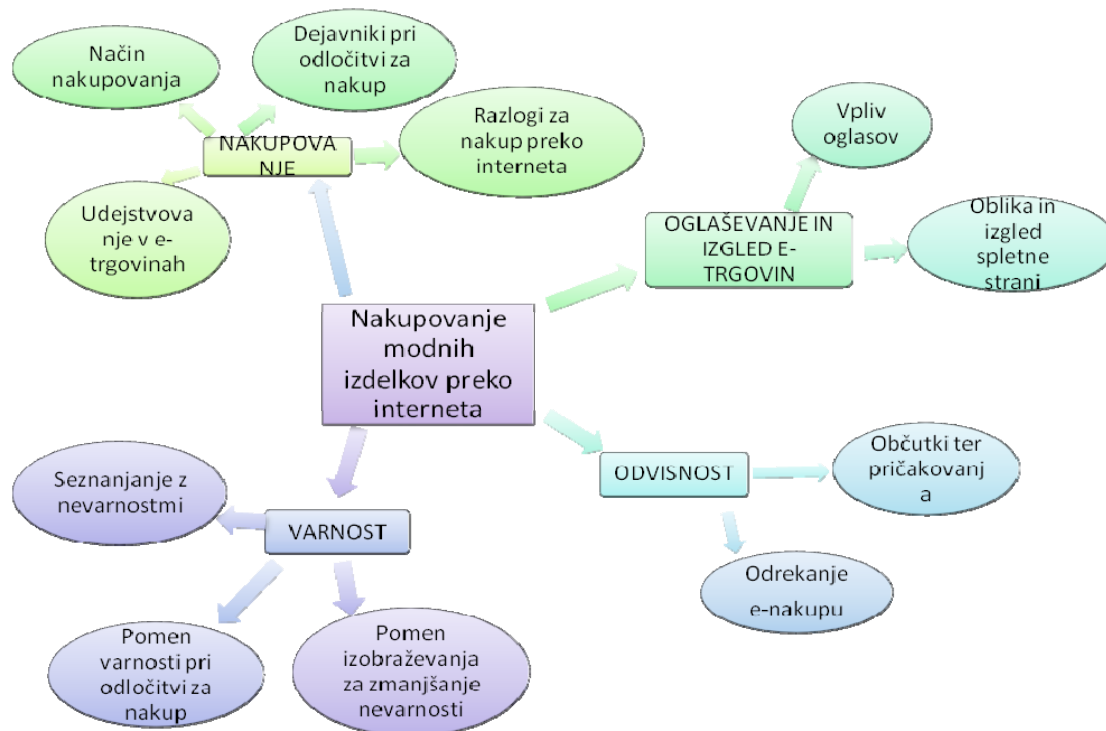 Način
nakupovanja
Dejavniki pri
odločitvi za
nakup
NAKUPOVA
NJE
Razlogi za
nakup preko
interneta
Udejstvova
nje v e-
trgovinah
Vpliv
oglasov
OGLAŠEVANJE IN
IZGLED E-
TRGOVIN
Oblika in
izgled
spletne
strani
Nakupovanje
modnih
izdelkov preko
interneta
ODVISNOST
Občutki ter
pričakovanj
a
Odrekanje
e-nakupu
Seznanjanje z
nevarnostmi
VARNOST
Pomen
varnosti pri
odločitvi za
nakup
Pomen
izobraževanja
za zmanjšanje
nevarnosti